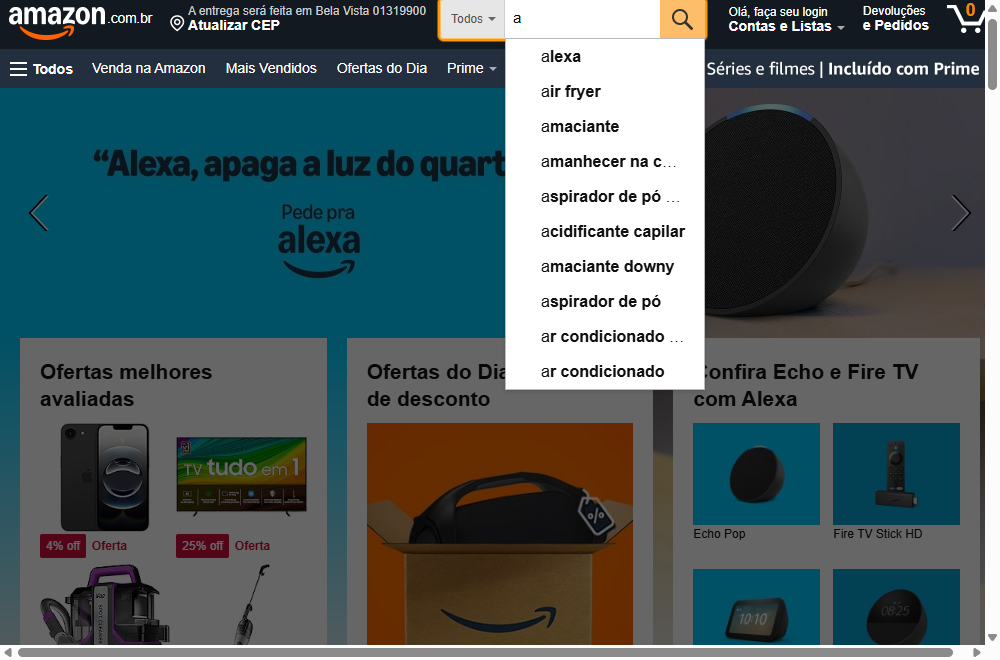 amazon.com.br
A entrega será feita em Bela Vista 01319900
Atualizar CEP
Todos
a
Olá, faça seu login
Contas e Listas
Devoluções
e Pedidos
0
Todos
Venda na Amazon
Mais Vendidos
Ofertas do Dia
Prime
Séries e filmes | Incluído com Prime
alexa
air fryer
amaciante
amanhecer na c…
aspirador de pó …
acidificante capilar
amaciante downy
aspirador de pó
ar condicionado …
ar condicionado
“Alexa, apaga a luz do quart
Pede pra
alexa
Ofertas melhores
avaliadas
TV tudo em 1
4% off
Oferta
25% off
Oferta
Ofertas do Dia
de desconto
%
Confira Echo e Fire TV
com Alexa
Echo Pop
Fire TV Stick HD
10:10
08:25